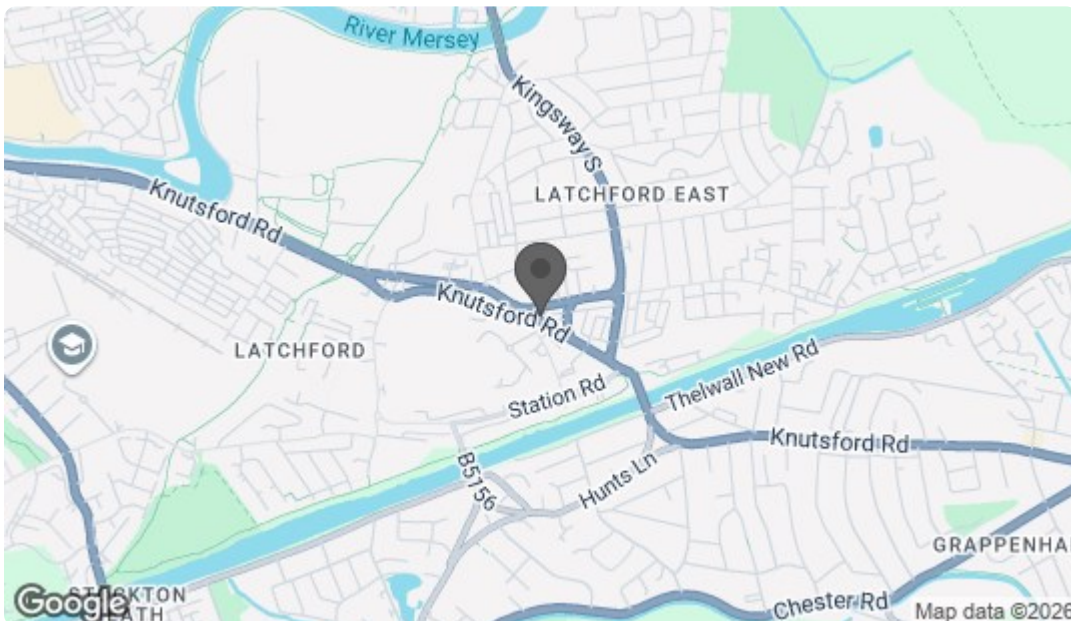 River Mersey
Kingsway S
LATCHFORD EAST
Knutsford Rd
Knutsford Rd
LATCHFORD
Thelwall New Rd
Station Rd
Knutsford Rd
B5756
Hunts Ln
GRAPPENHA
Chester Rd
Google
Map data ©2026